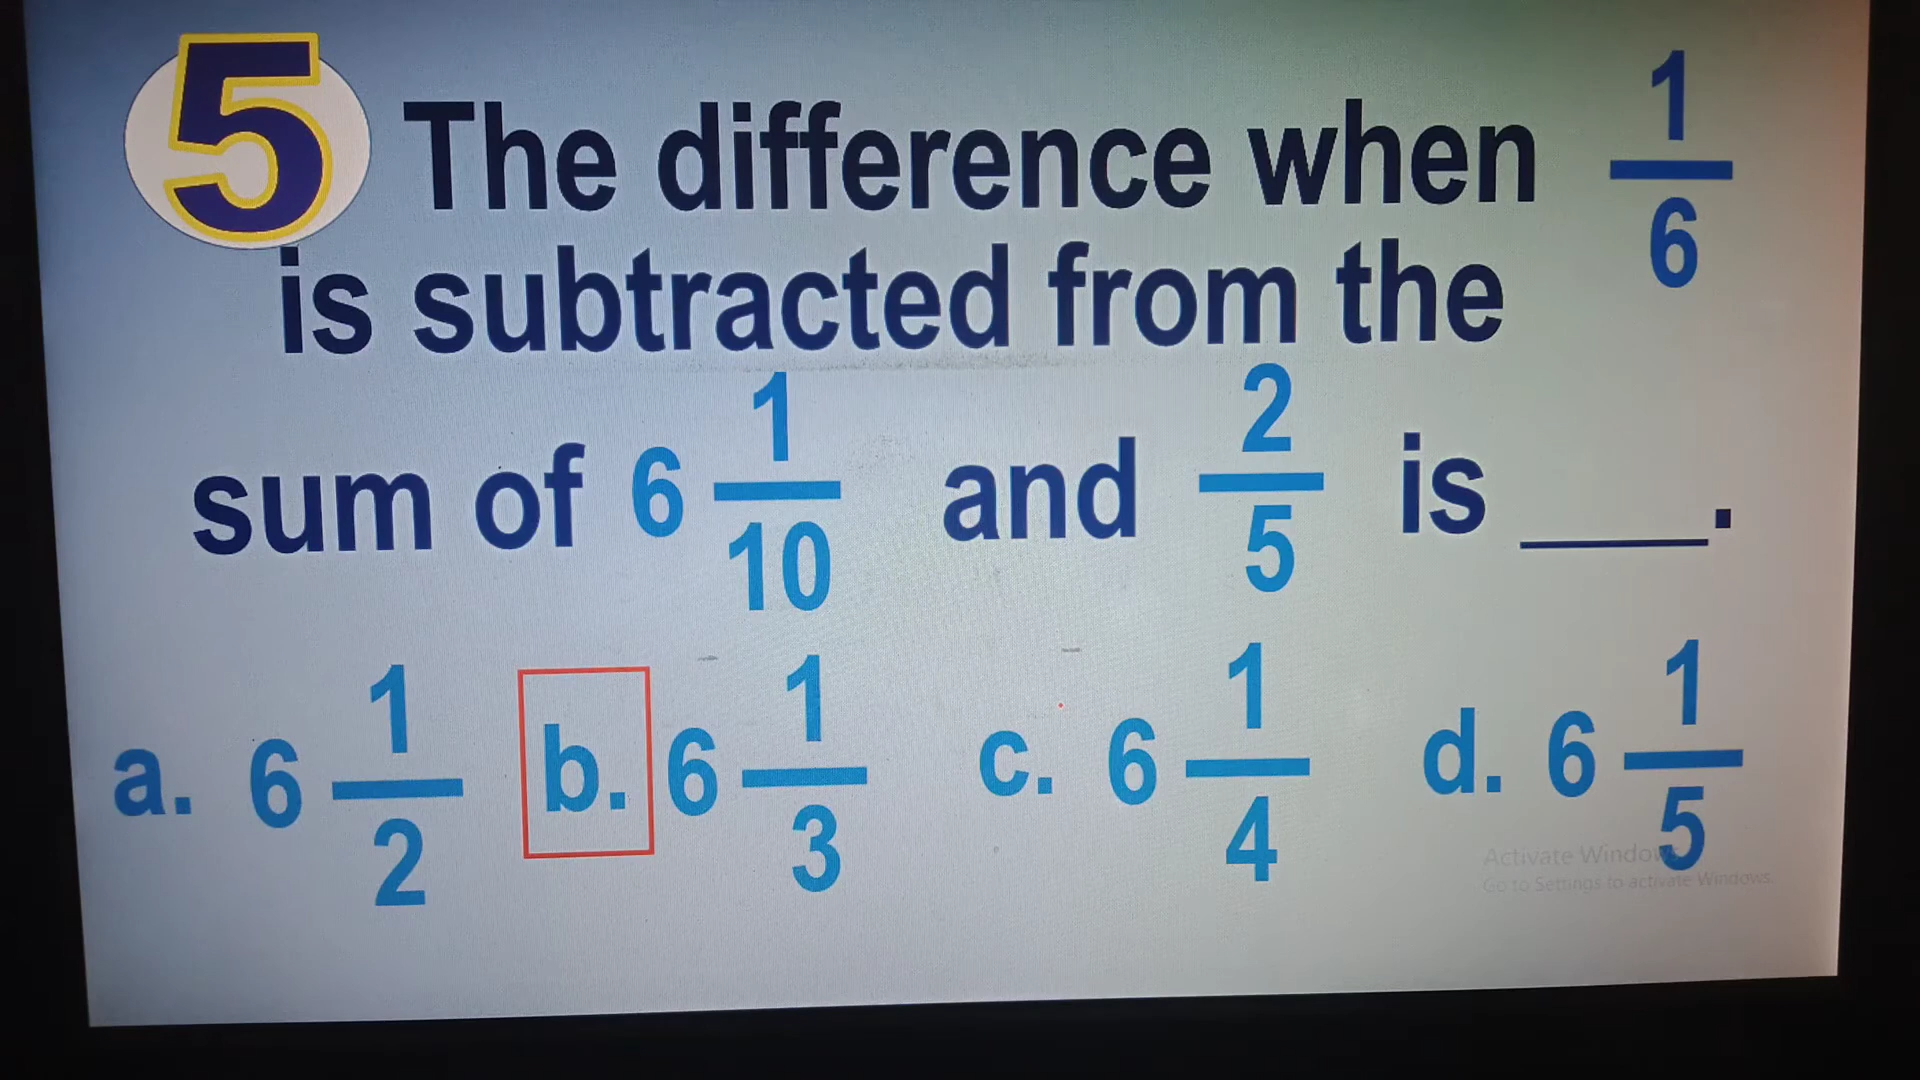 5 The difference when 1/6
is subtracted from the
sum of 6 1/10 and 2/5 is ____.
a. 6 1/2 b. 6 1/3 c. 6 1/4 d. 6 1/5
Activate Windows
Go to Settings to activate Windows.